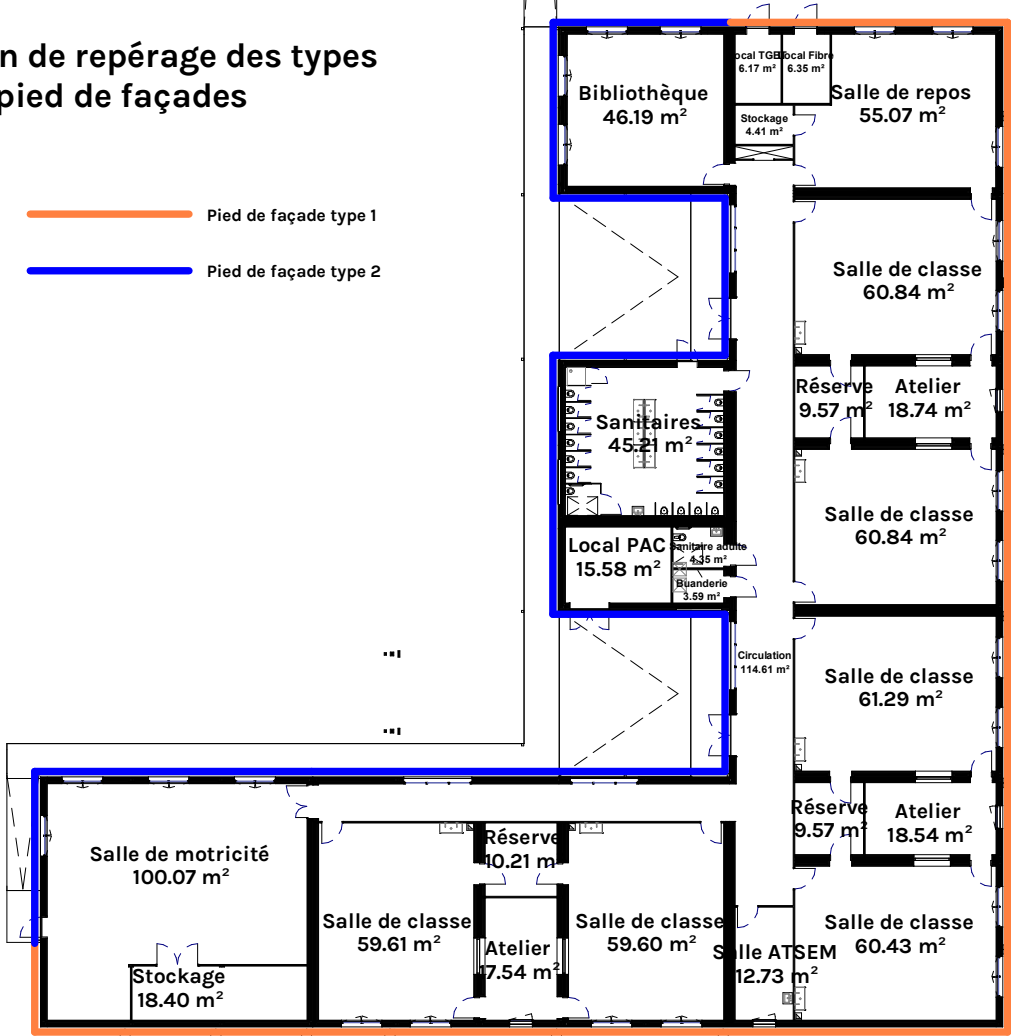 n de repérage des types
pied de façades
Pied de façade type 1
Pied de façade type 2
Bibliothèque
46.19 m²
ocal TGBT
6.17 m²
Local Fibre
6.35 m²
Salle de repos
55.07 m²
Stockage
4.41 m²
Salle de classe
60.84 m²
Réserve
9.57 m²
Atelier
18.74 m²
Sanitaires
45.21 m²
Salle de classe
60.84 m²
Local PAC
15.58 m²
Sanitaire adulte
4.35 m²
Buanderie
3.59 m²
Circulation
114.61 m²
Salle de classe
61.29 m²
Réserve
9.57 m²
Atelier
18.54 m²
Salle de motricité
100.07 m²
Réserve
10.21 m
Salle de classe
59.61 m²
Salle de classe
59.60 m²
Salle de classe
60.43 m²
Atelier
17.54 m²
Salle ATSEM
12.73 m²
Stockage
18.40 m²